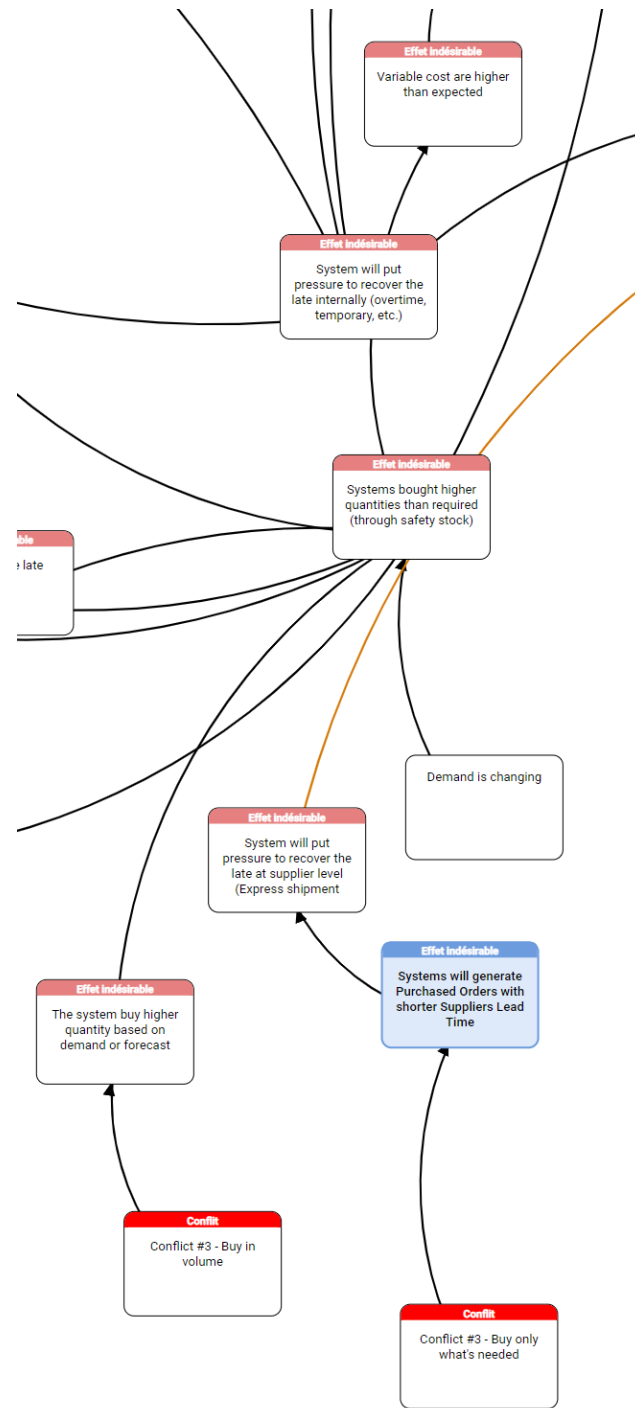 Effet indésirable
Variable cost are higher
than expected
Effet indésirable
System will put
pressure to recover the
late internally (overtime,
temporary, etc.)
Effet indésirable
Systems bought higher
quantities than required
(through safety stock)
late
Demand is changing
Effet indésirable
System will put
pressure to recover the
late at supplier level
(Express shipment
Effet indésirable
Systems will generate
Purchased Orders with
shorter Suppliers Lead
Time
Effet indésirable
The system buy higher
quantity based on
demand or forecast
Conflit
Conflict #3 - Buy in
volume
Conflit
Conflict #3 - Buy only
what's needed